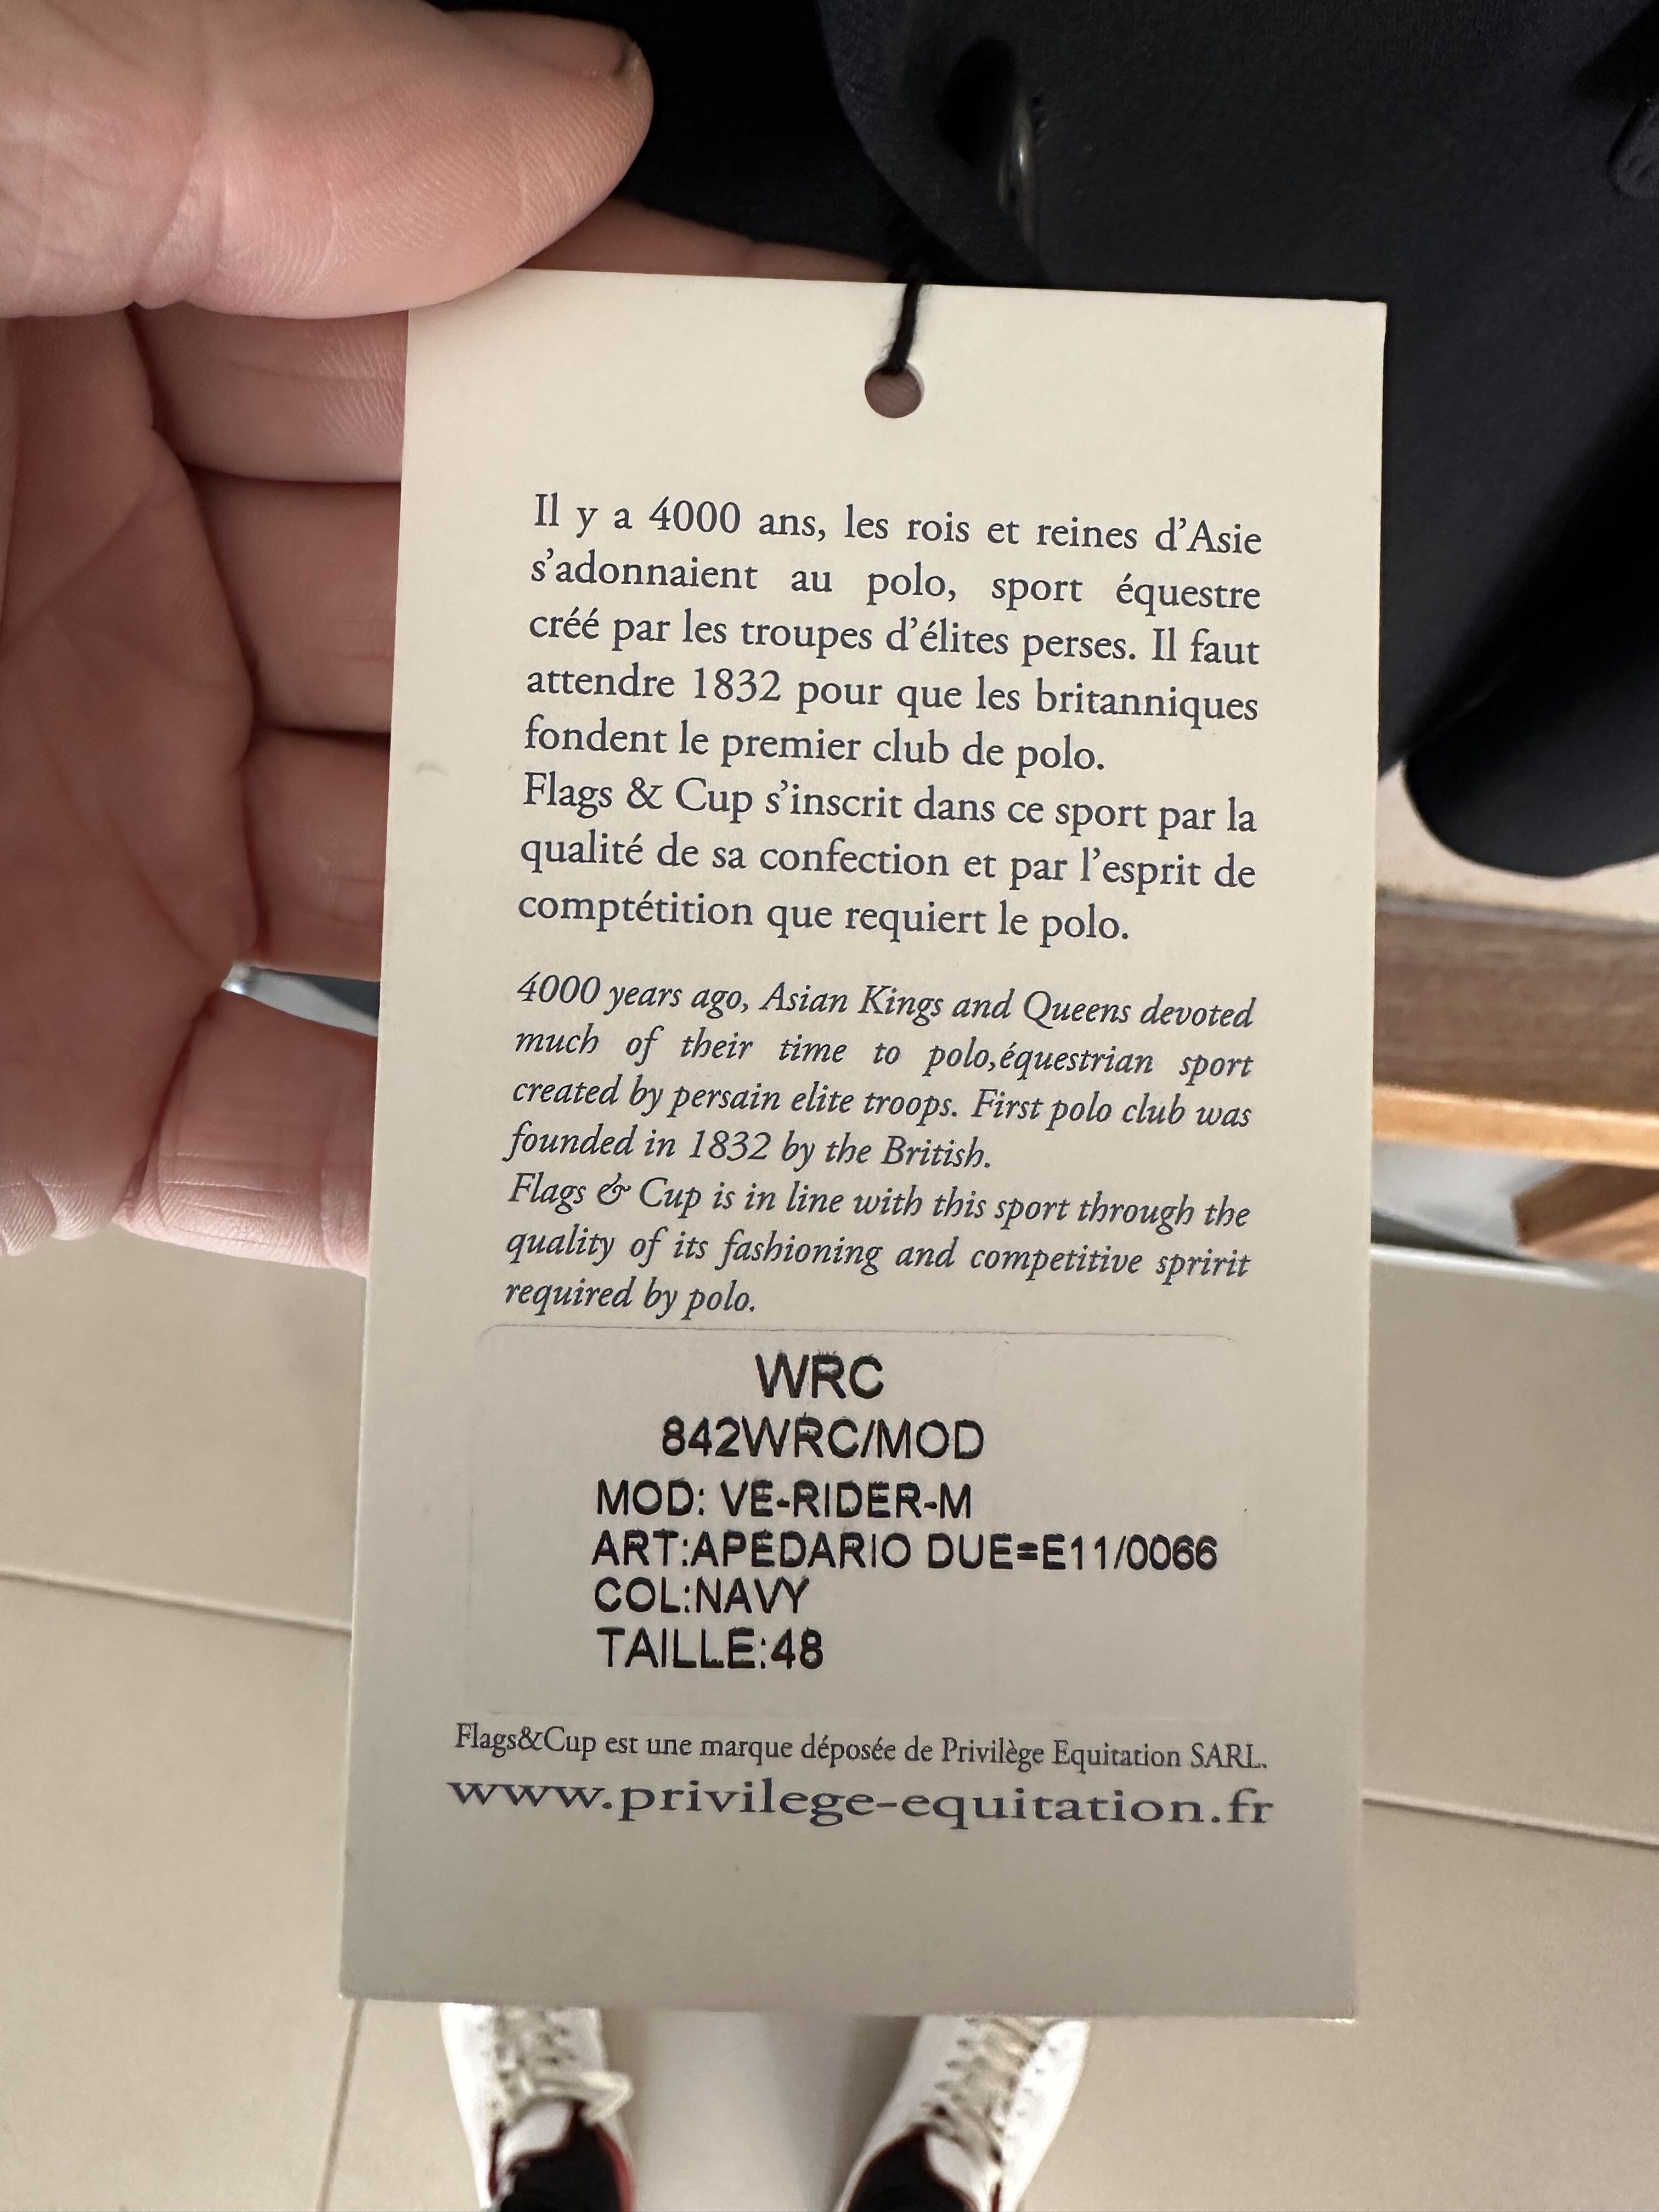 Il y a 4000 ans, les rois et reines d'Asie
s'adonnaient au polo, sport équestre
créé par les troupes d'élites perses. Il faut
attendre 1832 pour que les britanniques
fondent le premier club de polo.
Flags & Cup s'inscrit dans ce sport par la
qualité de sa confection et par l'esprit de
comptétition que requiert le polo.
4000 years ago, Asian Kings and Queens devoted
much of their time to polo,équestrian sport
created by persain elite troops. First polo club was
founded in 1832 by the British.
Flags & Cup is in line with this sport through the
quality of its fashioning and competitive spririt
required by polo.
WRC
842WRC/MOD
MOD: VE-RIDER-M
ART:APEDARIO DUE=E11/0066
COL:NAVY
TAILLE:48
Flags&Cup est une marque déposée de Privilège Equitation SARL.
www.privilege-equitation.fr